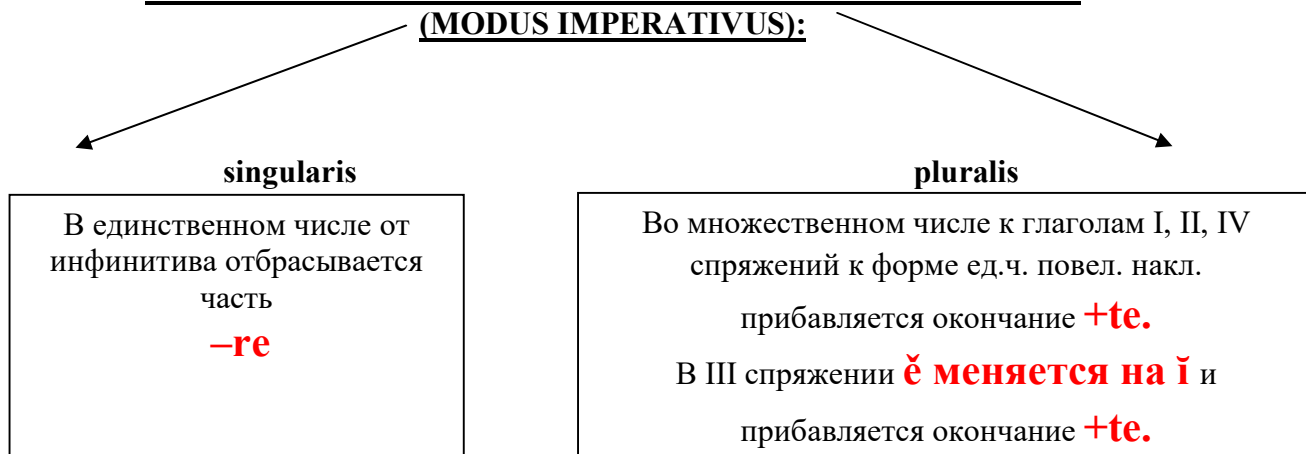 (MODUS IMPERATIVUS):
singularis
pluralis
В единственном числе от
инфинитива отбрасывается
часть
–re
Во множественном числе к глаголам I, II, IV
спряжений к форме ед.ч. повел. накл.
прибавляется окончание +te.
В III спряжении ě меняется на ĭ и
прибавляется окончание +te.